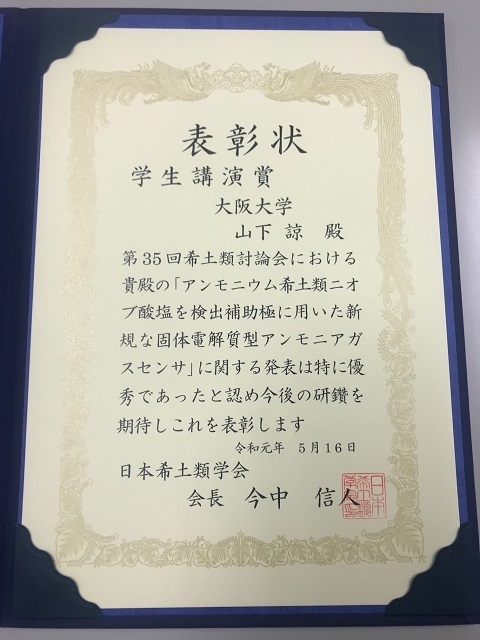 表彰状
学生講演賞
大阪大学
山下 諒 殿
第35回希土類討論会における
貴殿の「アンモニウム希土類ニオ
ブ酸塩を検出補助極に用いた新
規な固体電解質型アンモニアガ
スセンサ」に関する発表は特に優
秀であったと認め今後の研鑽を
期待しこれを表彰します
令和元年 5月16日
日本希土類学会
会長 今中 信人